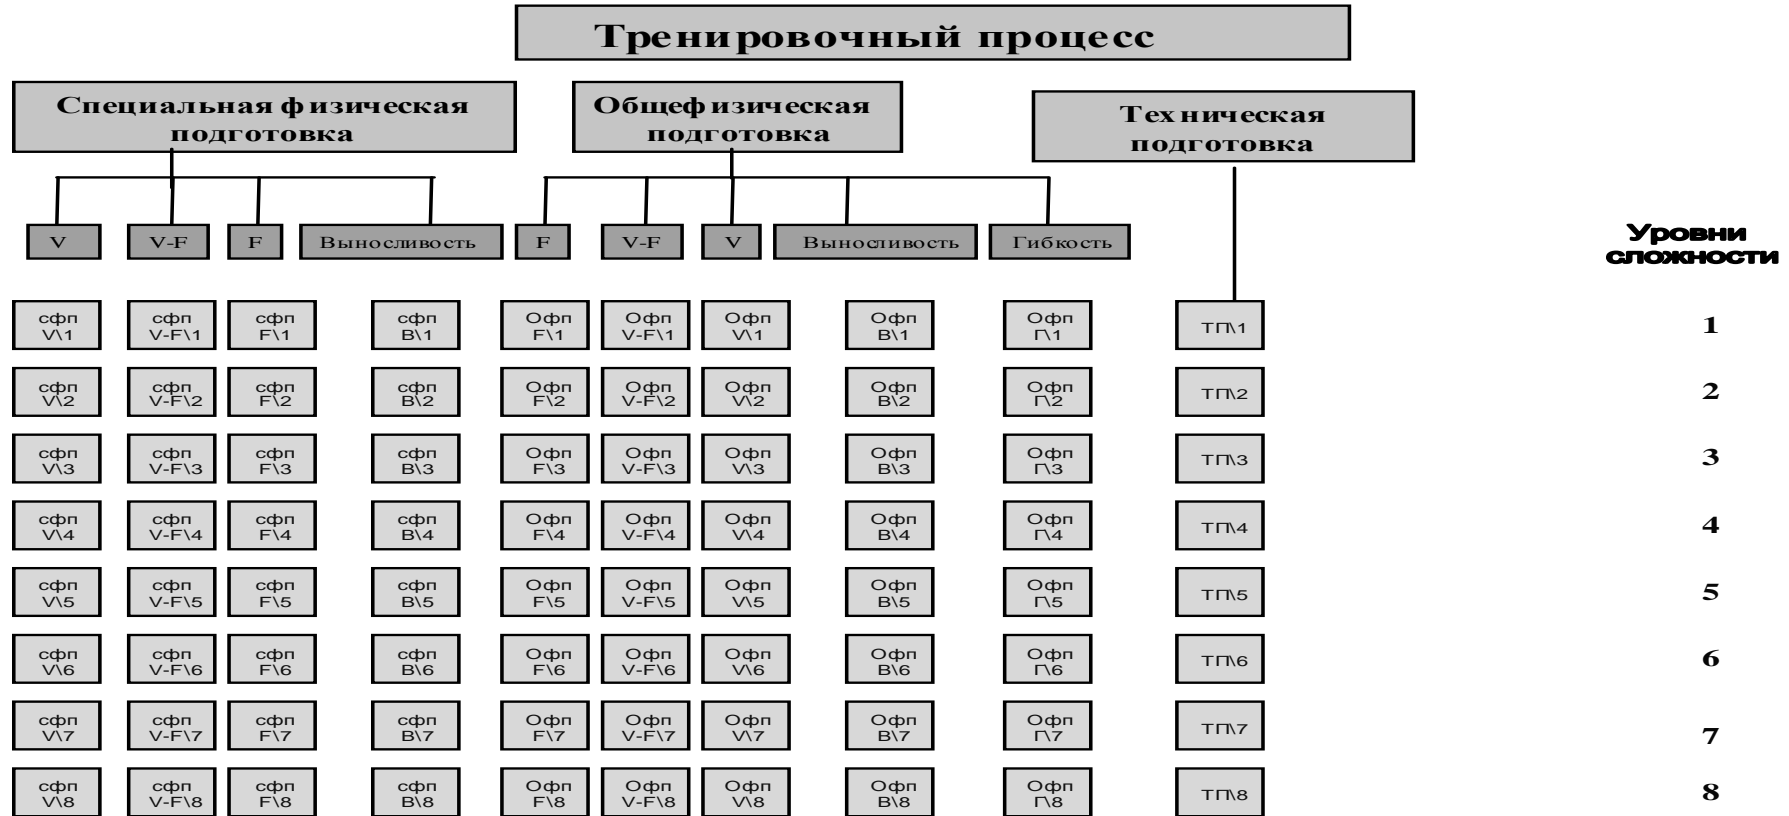 Тренировочный процесс
Специальная физическая
подготовка
Общефизическая
подготовка
Техническая
подготовка
V
V-F
F
Выносливость
F
V-F
V
Выносливость
Гибкость
Уровни
сложности
сфп сфп сфп сфп Офп Офп Офп Офп Офп
V\1 V-F\1 F\1 В\1 F\1 V-F\1 V\1 В\1 Г\1 ТП\1 1
сфп сфп сфп сфп Офп Офп Офп Офп Офп
V\2 V-F\2 F\2 В\2 F\2 V-F\2 V\2 В\2 Г\2 ТП\2 2
сфп сфп сфп сфп Офп Офп Офп Офп Офп
V\3 V-F\3 F\3 В\3 F\3 V-F\3 V\3 В\3 Г\3 ТП\3 3
сфп сфп сфп сфп Офп Офп Офп Офп Офп
V\4 V-F\4 F\4 В\4 F\4 V-F\4 V\4 В\4 Г\4 ТП\4 4
сфп сфп сфп сфп Офп Офп Офп Офп Офп
V\5 V-F\5 F\5 В\5 F\5 V-F\5 V\5 В\5 Г\5 ТП\5 5
сфп сфп сфп сфп Офп Офп Офп Офп Офп
V\6 V-F\6 F\6 В\6 F\6 V-F\6 V\6 В\6 Г\6 ТП\6 6
сфп сфп сфп сфп Офп Офп Офп Офп Офп
V\7 V-F\7 F\7 В\7 F\7 V-F\7 V\7 В\7 Г\7 ТП\7 7
сфп сфп сфп сфп Офп Офп Офп Офп Офп
V\8 V-F\8 F\8 В\8 F\8 V-F\8 V\8 В\8 Г\8 ТП\8 8